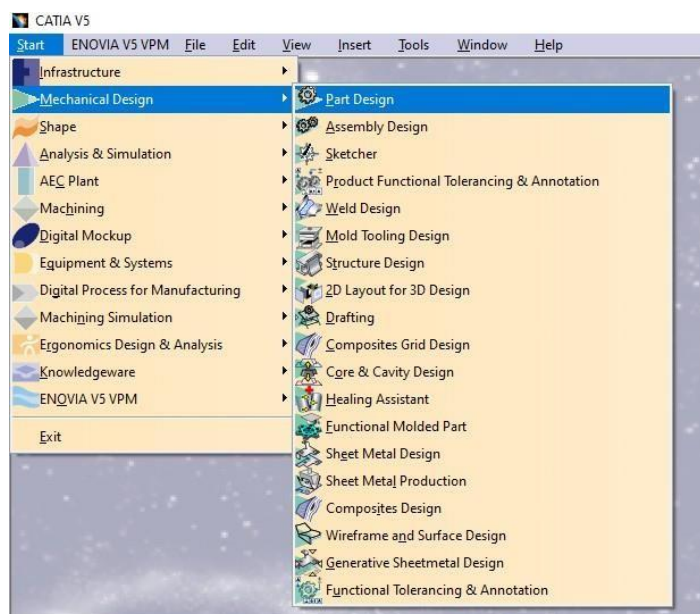 CATIA V5
Start ENOVIA V5 VPM File Edit View Insert Tools Window Help
Infrastructure
Mechanical Design
Shape
Analysis & Simulation
AEC Plant
Machining
Digital Mockup
Equipment & Systems
Digital Process for Manufacturing
Machining Simulation
Ergonomics Design & Analysis
Knowledgeware
ENOVIA V5 VPM
Exit
Part Design
Assembly Design
Sketcher
Product Functional Tolerancing & Annotation
Weld Design
Mold Tooling Design
Structure Design
2D Layout for 3D Design
Drafting
Composites Grid Design
Core & Cavity Design
Healing Assistant
Functional Molded Part
Sheet Metal Design
Sheet Metal Production
Composites Design
Wireframe and Surface Design
Generative Sheetmetal Design
Functional Tolerancing & Annotation